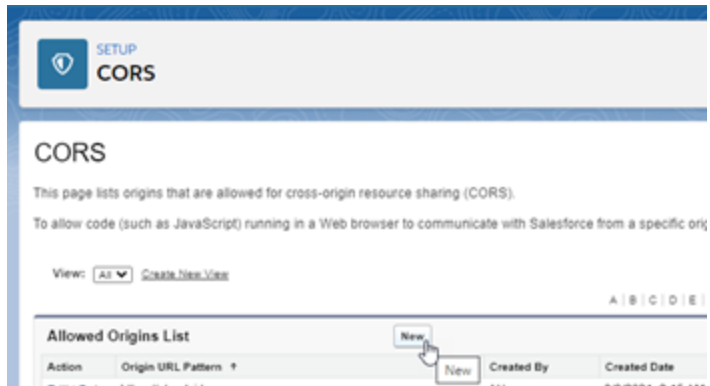 SETUP
CORS
CORS
This page lists origins that are allowed for cross-origin resource sharing (CORS).
To allow code (such as JavaScript) running in a Web browser to communicate with Salesforce from a specific orig
View: All Create New View
A | B | C | D | E |
Allowed Origins List New
New
Action Origin URL Pattern ↑ Created By Created Date